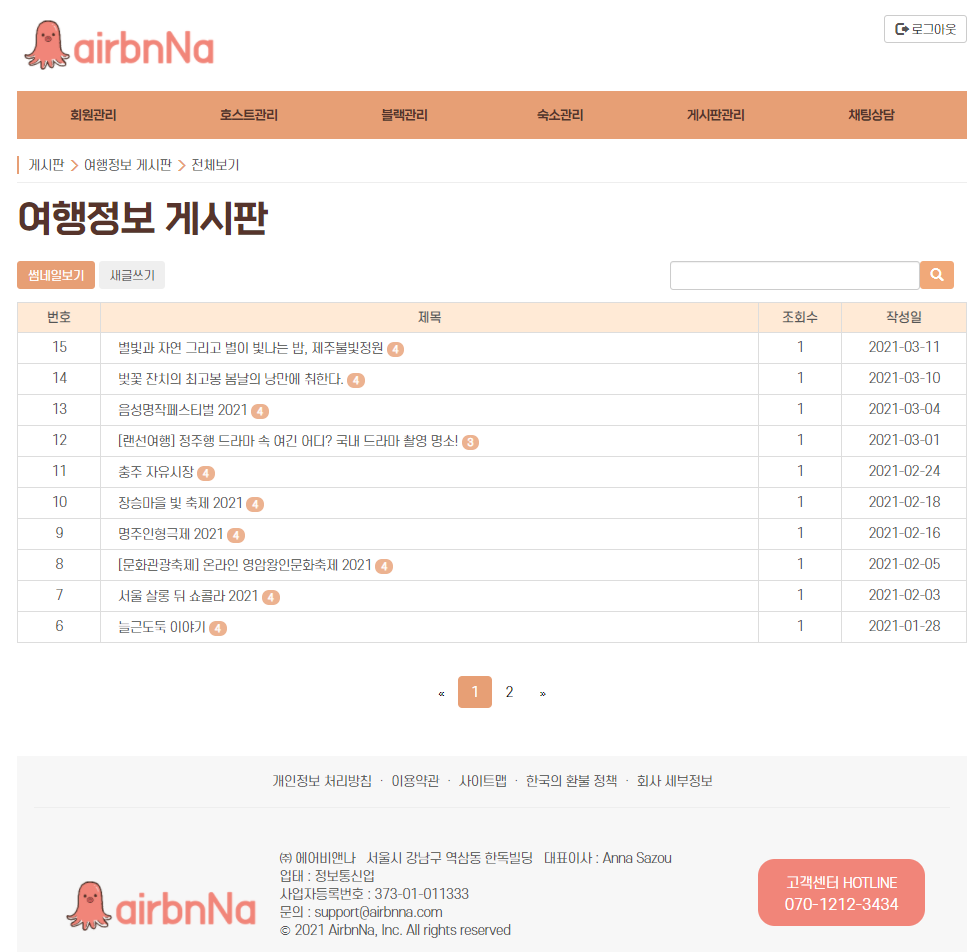 airbnNa
로그아웃
회원관리 호스트관리 블랙관리 숙소관리 게시판관리 채팅상담
게시판 > 여행정보 게시판 > 전체보기
여행정보 게시판
썸네일보기 새글쓰기
번호 제목 조회수 작성일
15 별빛과 자연 그리고 별이 빛나는 밤, 제주불빛정원 4 1 2021-03-11
14 벚꽃 잔치의 최고봉 봄날의 낭만에 취한다. 4 1 2021-03-10
13 음성명작페스티벌 2021 4 1 2021-03-04
12 [랜선여행] 정주행 드라마 속 여긴 어디? 국내 드라마 촬영 명소! 3 1 2021-03-01
11 충주 자유시장 4 1 2021-02-24
10 장승마을 빛 축제 2021 4 1 2021-02-18
9 명주인형극제 2021 4 1 2021-02-16
8 [문화관광축제] 온라인 영암왕인문화축제 2021 4 1 2021-02-05
7 서울 살롱 뒤 쇼콜라 2021 4 1 2021-02-03
6 늘근도둑 이야기 4 1 2021-01-28
« 1 2 »
개인정보 처리방침 · 이용약관 · 사이트맵 · 한국의 환불 정책 · 회사 세부정보
airbnNa
㈜ 에어비앤나 서울시 강남구 역삼동 한독빌딩 대표이사 : Anna Sazou
업태 : 정보통신업
사업자등록번호 : 373-01-011333
문의 : support@airbnna.com
© 2021 AirbnNa, Inc. All rights reserved
고객센터 HOTLINE
070-1212-3434